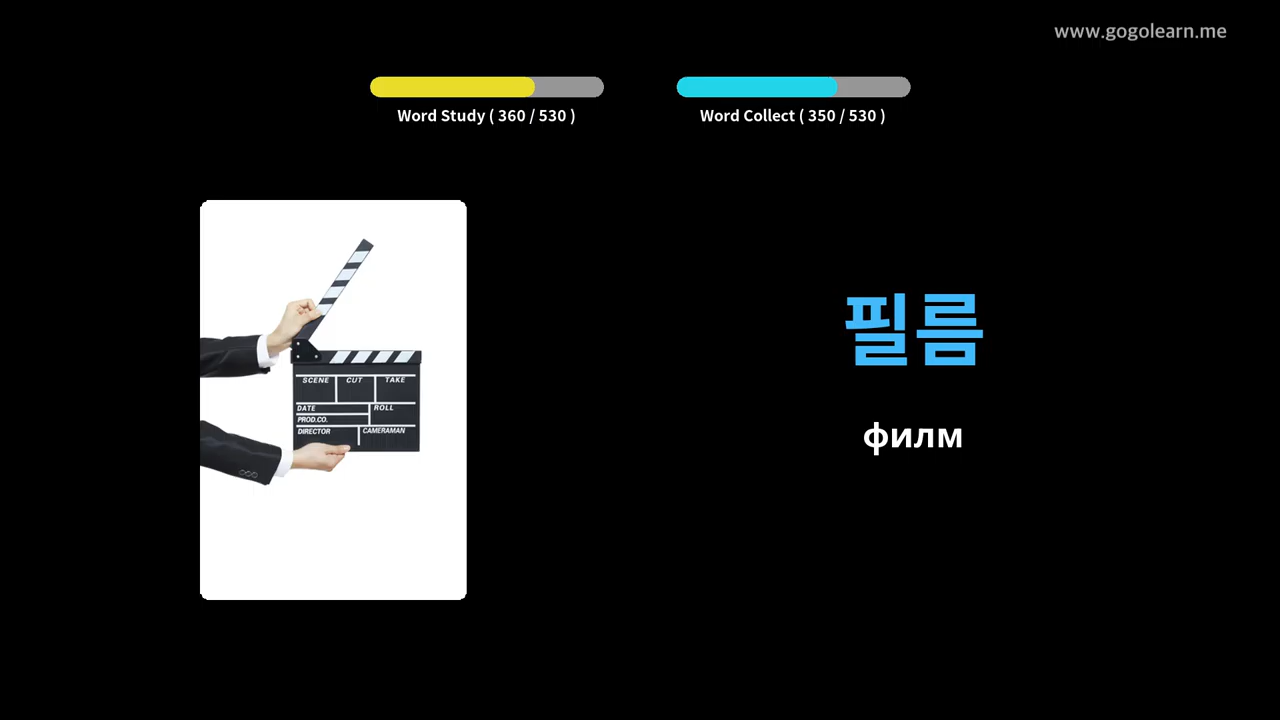 www.gogolearn.me
Word Study ( 360 / 530 )
Word Collect ( 350 / 530 )
SCENE CUT TAKE
DATE ROLL
PROD.CO.
DIRECTOR CAMERAMAN
필름
филм